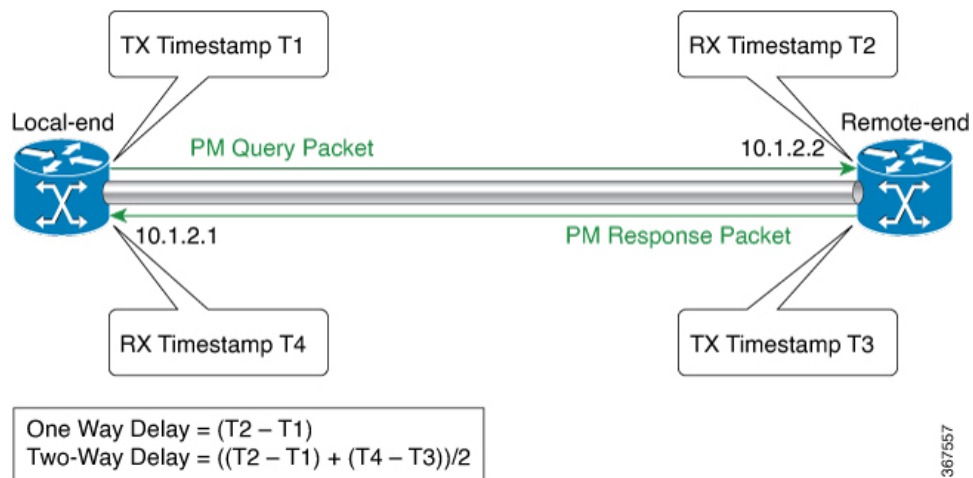 TX Timestamp T1
RX Timestamp T2
Local-end
Remote-end
PM Query Packet
10.1.2.2
10.1.2.1
PM Response Packet
RX Timestamp T4
TX Timestamp T3
One Way Delay = (T2 – T1)
Two-Way Delay = ((T2 – T1) + (T4 – T3))/2
367557